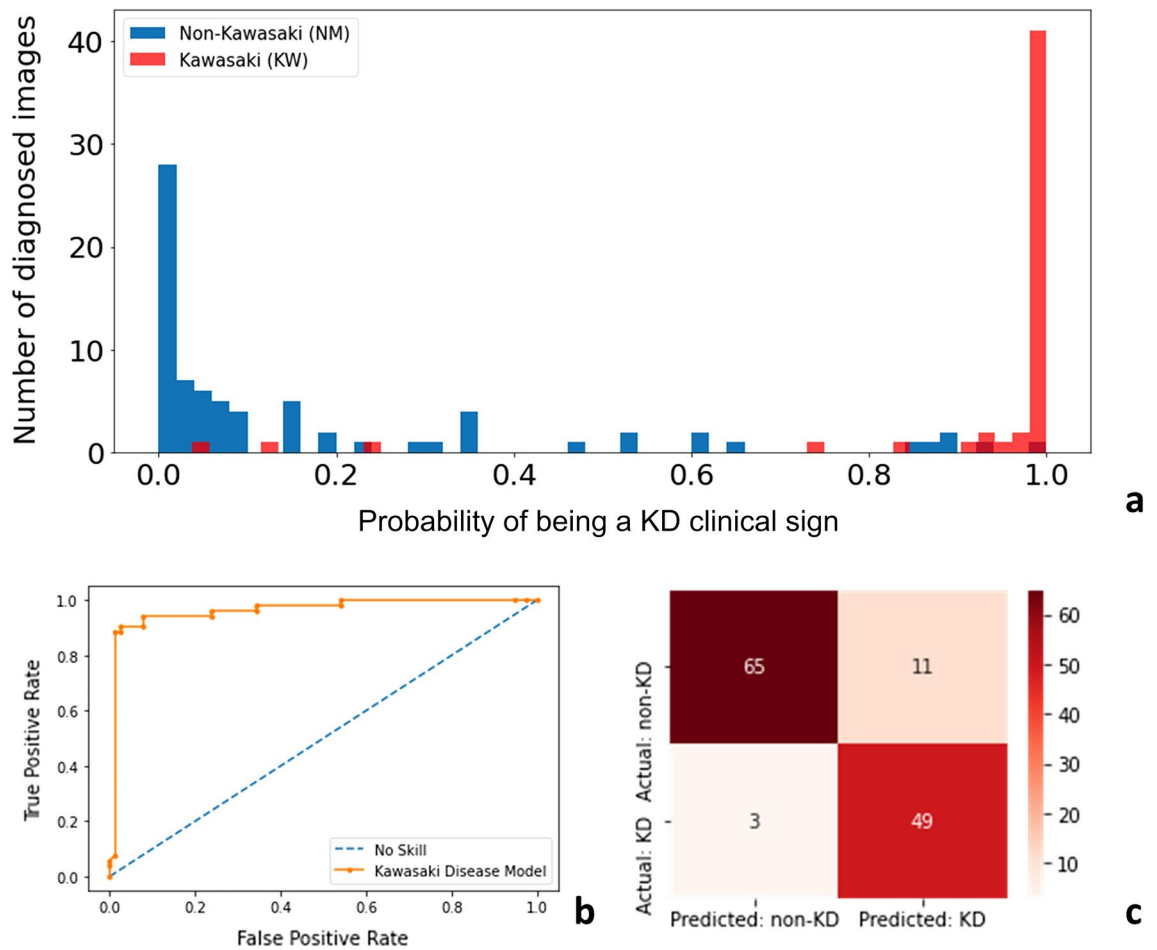 Non-Kawasaki (NM)
Kawasaki (KW)
Number of diagnosed images
40
30
20
10
0
0.0 0.2 0.4 0.6 0.8 1.0
Probability of being a KD clinical sign
a
True Positive Rate
1.0
0.8
0.6
0.4
0.2
0.0
No Skill
Kawasaki Disease Model
0.0 0.2 0.4 0.6 0.8 1.0
False Positive Rate
b
Actual: non-KD
65 11
Actual: KD
3 49
Predicted: non-KD Predicted: KD
60
50
40
30
20
10
c